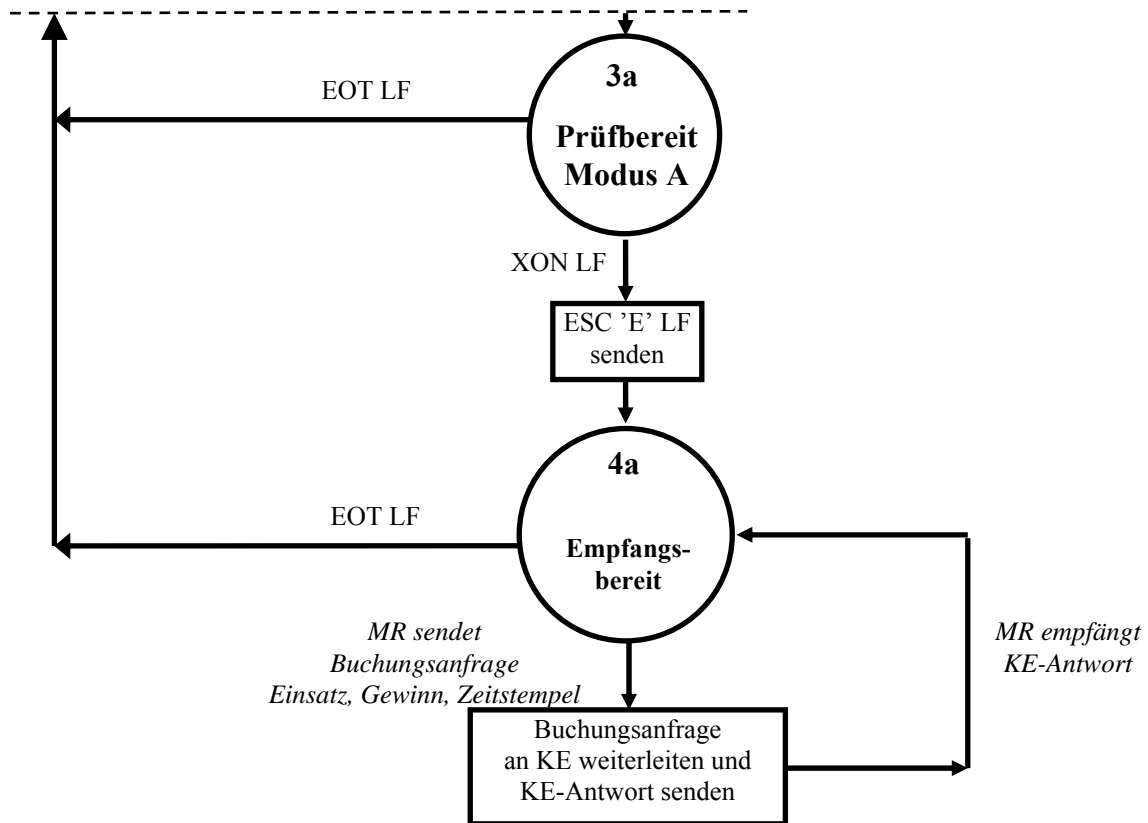 3a
EOT LF
Prüfbereit
Modus A
XON LF
ESC ’E’ LF
senden
4a
EOT LF
Empfangs-
bereit
MR sendet
Buchungsanfrage
Einsatz, Gewinn, Zeitstempel
MR empfängt
KE-Antwort
Buchungsanfrage
an KE weiterleiten und
KE-Antwort senden